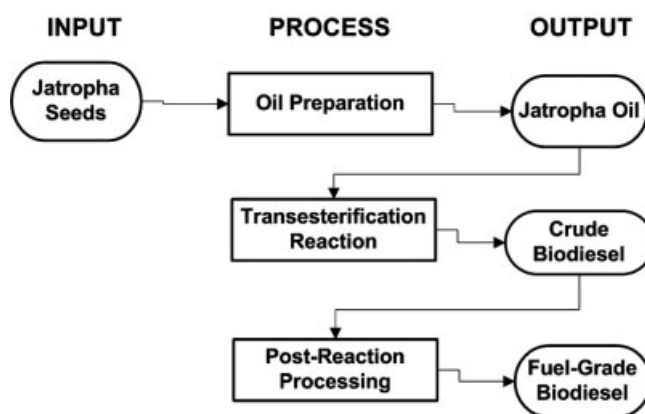 INPUT
PROCESS
OUTPUT
Jatropha
Seeds
Oil Preparation
Jatropha Oil
Transesterification
Reaction
Crude
Biodiesel
Post-Reaction
Processing
Fuel-Grade
Biodiesel